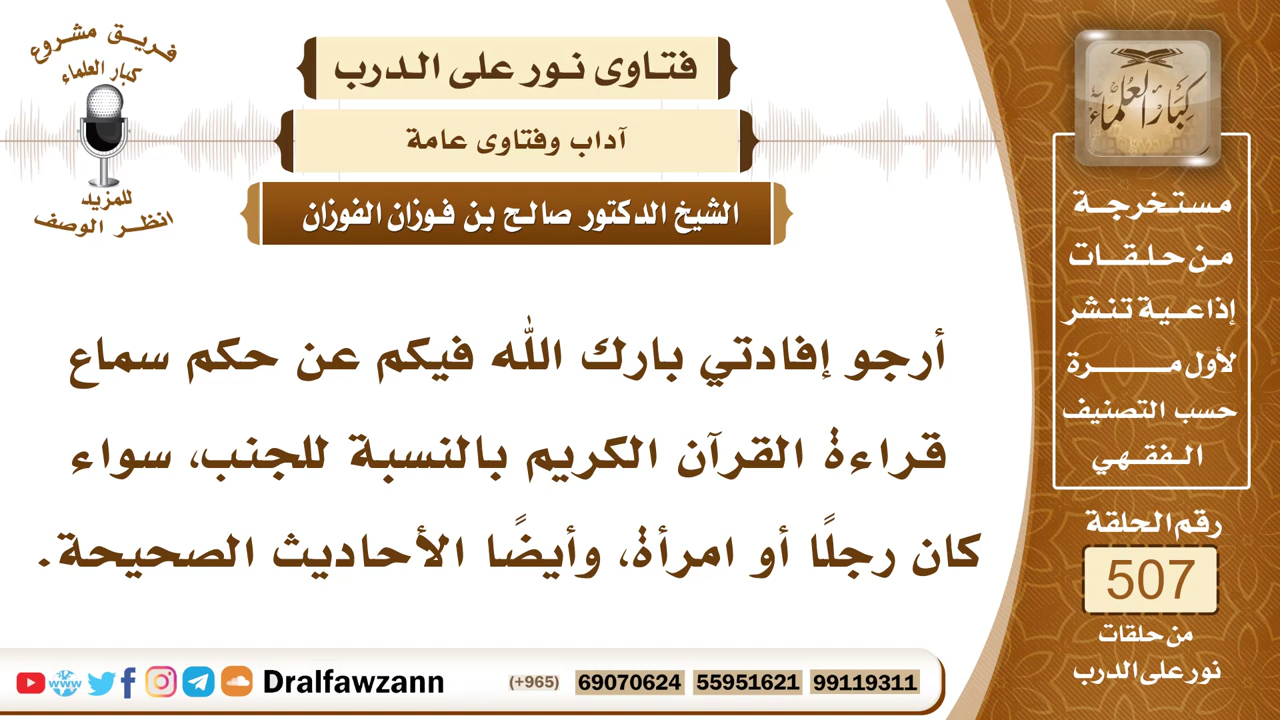 فريق مشروع
كبار العلماء
للمزيد
انظر الوصف
فتاوى نور على الدرب
آداب وفتاوى عامة
الشيخ الدكتور صالح بن فوزان الفوزان
أرجو إفادتي بارك الله فيكم عن حكم سماع
قراءة القرآن الكريم بالنسبة للجنب، سواء
كان رجلًا أو امرأة، وأيضًا الأحاديث الصحيحة.
كبار العلماء
مستخرجة
من حلقات
إذاعية تنشر
لأول مرة
حسب التصنيف
الفقهي
رقم الحلقة
507
من حلقات
نور على الدرب
www Dralfawzann (+965) 69070624 55951621 99119311